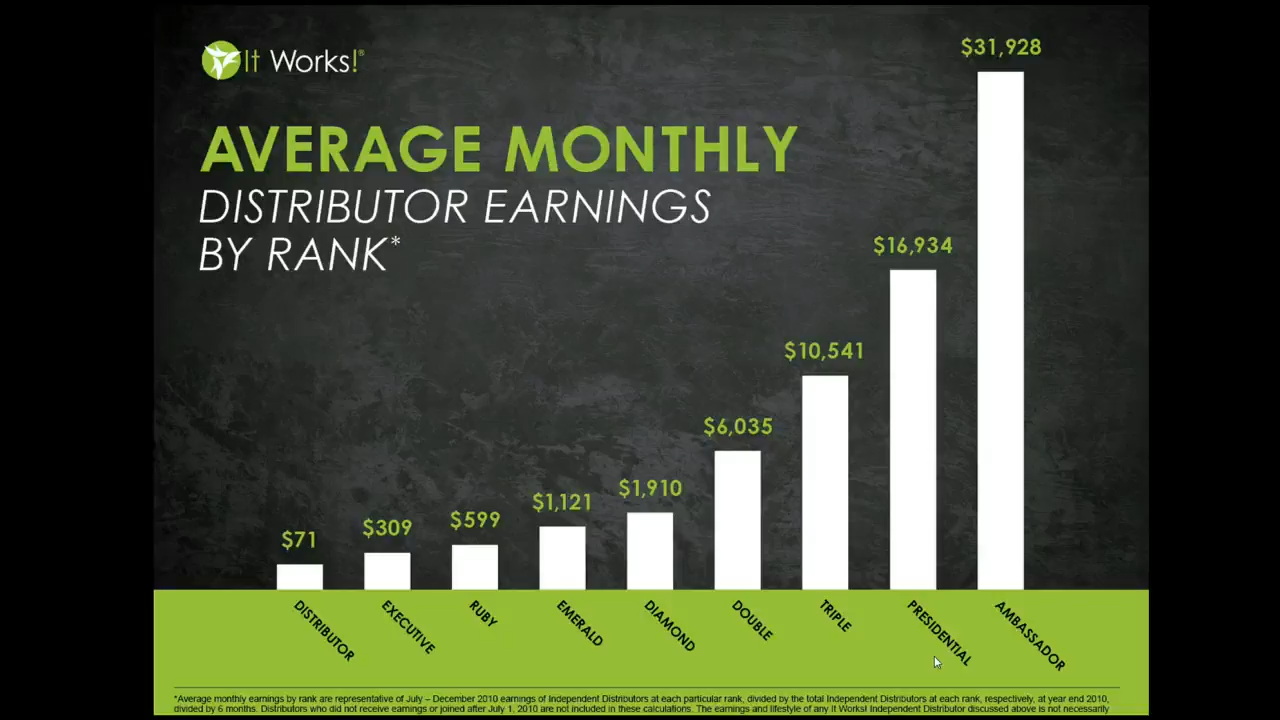 It Works!®
AVERAGE MONTHLY
DISTRIBUTOR EARNINGS
BY RANK*
$71
$309
$599
$1,121
$1,910
$6,035
$10,541
$16,934
$31,928
DISTRIBUTOR
EXECUTIVE
RUBY
EMERALD
DIAMOND
DOUBLE
TRIPLE
PRESIDENTIAL
AMBASSADOR
*Average monthly earnings by rank are representative of July – December 2010 earnings of Independent Distributors at each particular rank, divided by the total Independent Distributors at each rank, respectively, at year end 2010,
divided by 6 months. Distributors who did not receive earnings or joined after July 1, 2010 are not included in these calculations. The earnings and lifestyle of any It Works! Independent Distributor discussed above is not necessarily